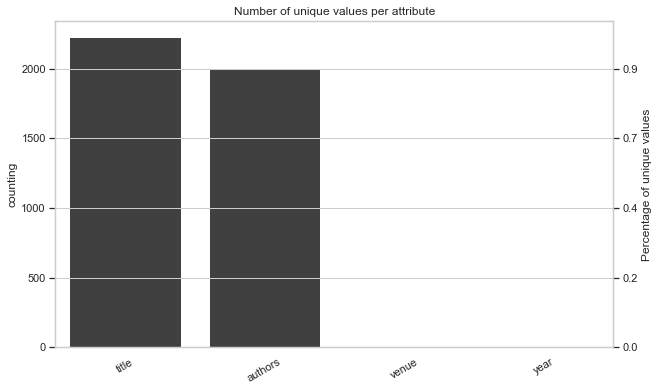 Number of unique values per attribute
counting
2000
1500
1000
500
0
0.9
0.7
0.4
0.2
0.0
Percentage of unique values
title
authors
venue
year